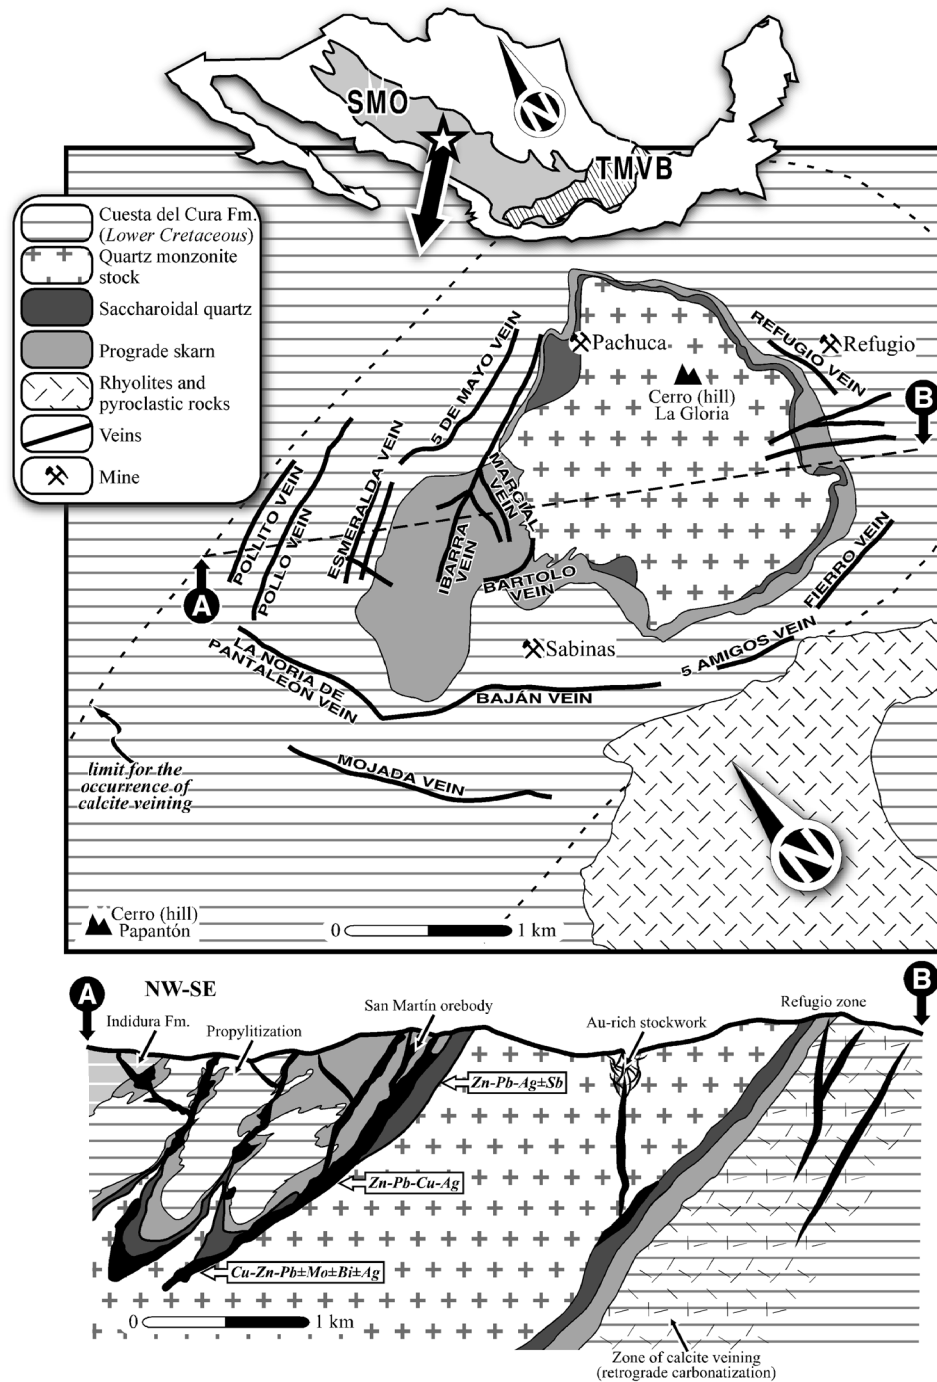 SMO
N
TMVB
Cuesta del Cura Fm.
(Lower Cretaceous)
Quartz monzonite
stock
Saccharoidal quartz
Prograde skarn
Rhyolites and
pyroclastic rocks
Veins
Mine
5 DE MAYO VEIN
Pachuca
REFUGIO VEIN
Refugio
Cerro (hill)
La Gloria
B
POLLITO VEIN
POLLO VEIN
ESMERALDA VEIN
MARGIA
VEIN
IBARRA
VEIN
BARTOLO
VEIN
FIERRO VEIN
A
LA NORIA DE
PANTALEÓN VEIN
Sabinas
5 AMIGOS VEIN
BAJÁN VEIN
MOJADA VEIN
limit for the
occurrence of
calcite veining
N
Cerro (hill)
Papantón
0 1 km
A
NW-SE
B
Indidura Fm.
Propylitization
San Martín orebody
Au-rich stockwork
Refugio zone
Zn-Pb-Ag±Sb
Zn-Pb-Cu-Ag
Cu-Zn-Pb±Mo±Bi±Ag
0 1 km
Zone of calcite veining
(retrograde carbonatization)